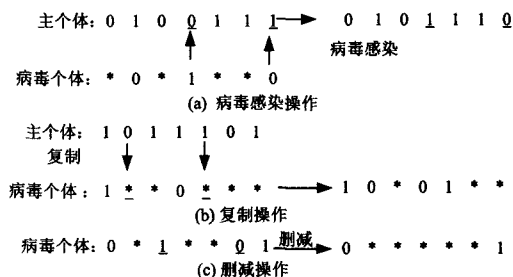 主个体: 0 1 0 0 1 1 1 0 1 0 1 1 1 0
病毒感染
病毒个体: * 0 * 1 * * 0
(a) 病毒感染操作
主个体: 1 0 1 1 1 0 1
复制
病毒个体: 1 * * 0 * * * 1 0 * 0 1 * *
(b) 复制操作
病毒个体: 0 * 1 * * 0 1 删减 0 * * * * * 1
(c) 删减操作